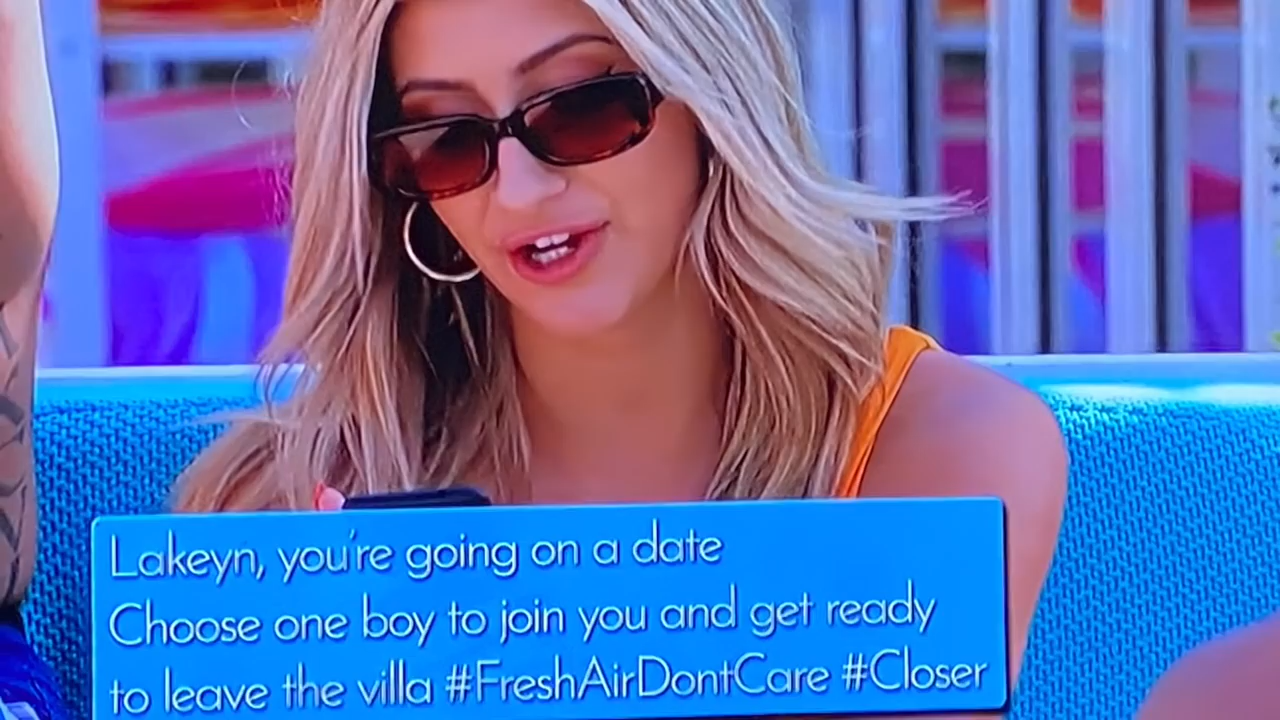 Lakeyn, you're going on a date
Choose one boy to join you and get ready
to leave the villa #FreshAirDontCare #Closer